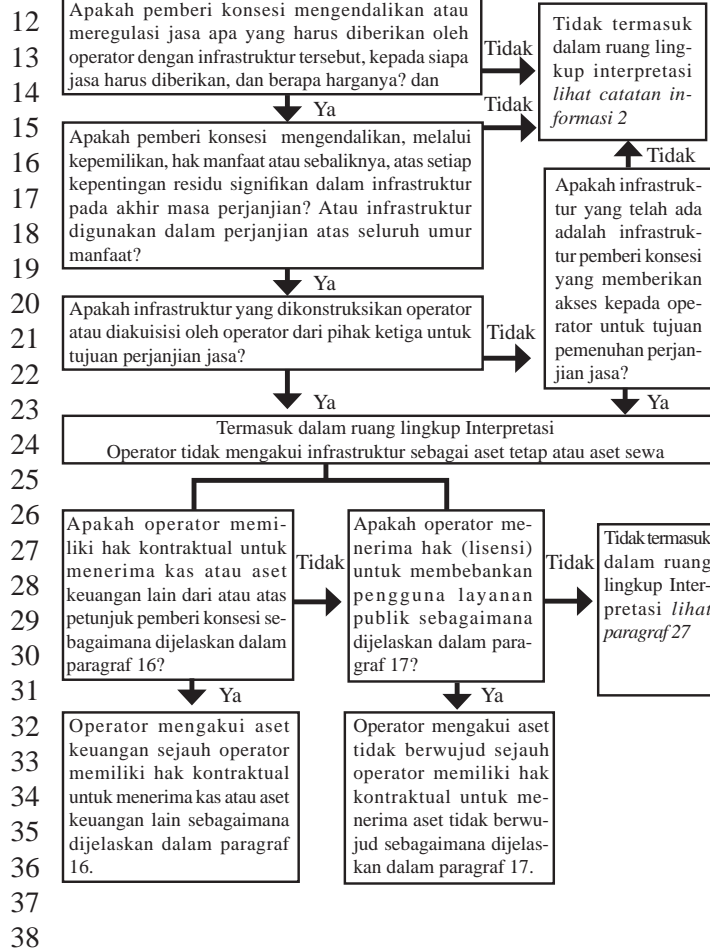 12
13
14
15
16
17
18
19
20
21
22
23
24
25
26
27
28
29
30
31
32
33
34
35
36
37
38
Apakah pemberi konsesi mengendalikan atau
meregulasi jasa apa yang harus diberikan oleh
operator dengan infrastruktur tersebut, kepada siapa
jasa harus diberikan, dan berapa harganya? dan
Tidak
Tidak termasuk
dalam ruang ling-
kup interpretasi
lihat catatan in-
formasi 2
Ya
Tidak
Apakah pemberi konsesi mengendalikan, melalui
kepemilikan, hak manfaat atau sebaliknya, atas setiap
kepentingan residu signifikan dalam infrastruktur
pada akhir masa perjanjian? Atau infrastruktur
digunakan dalam perjanjian atas seluruh umur
manfaat?
Tidak
Apakah infrastruk-
tur yang telah ada
adalah infrastruk-
tur pemberi konsesi
yang memberikan
akses kepada ope-
rator untuk tujuan
pemenuhan perjan-
jian jasa?
Ya
Apakah infrastruktur yang dikonstruksikan operator
atau diakuisisi oleh operator dari pihak ketiga untuk
tujuan perjanjian jasa?
Tidak
Ya
Ya
Termasuk dalam ruang lingkup Interpretasi
Operator tidak mengakui infrastruktur sebagai aset tetap atau aset sewa
Apakah operator memi-
liki hak kontraktual untuk
menerima kas atau aset
keuangan lain dari atau atas
petunjuk pemberi konsesi se-
bagaimana dijelaskan dalam
paragraf 16?
Tidak
Apakah operator me-
nerima hak (lisensi)
untuk membebankan
pengguna layanan
publik sebagaimana
dijelaskan dalam para-
graf 17?
Tidak
Tidak termasuk
dalam ruang
lingkup Inter-
pretasi lihat
paragraf 27
Ya
Ya
Operator mengakui aset
keuangan sejauh operator
memiliki hak kontraktual
untuk menerima kas atau aset
keuangan lain sebagaimana
dijelaskan dalam paragraf
16.
Operator mengakui aset
tidak berwujud sejauh
operator memiliki hak
kontraktual untuk me-
nerima aset tidak berwu-
jud sebagaimana dijelas-
kan dalam paragraf 17.